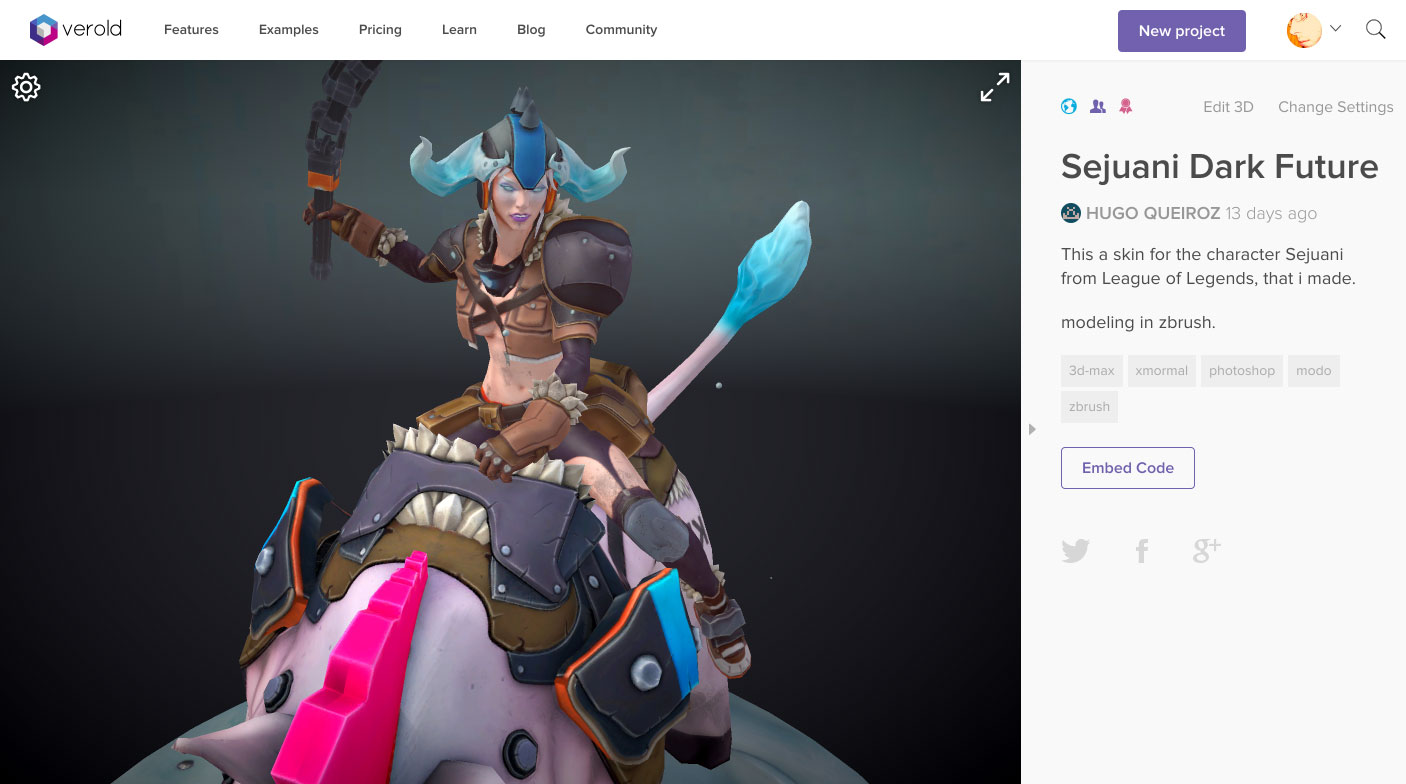 verold Features Examples Pricing Learn Blog Community New project
Edit 3D Change Settings
Sejuani Dark Future
HUGO QUEIROZ 13 days ago
This a skin for the character Sejuani
from League of Legends, that i made.
modeling in zbrush.
3d-max xmormal photoshop modo
zbrush
Embed Code